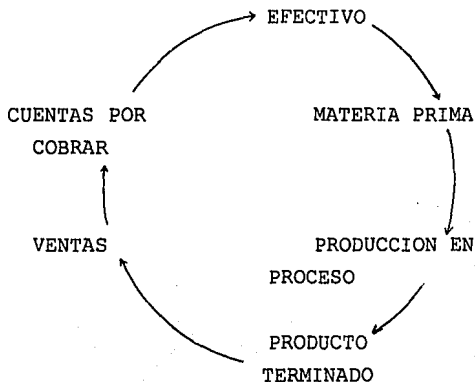 EFECTIVO
MATERIA PRIMA
PRODUCCION EN
PROCESO
PRODUCTO
TERMINADO
VENTAS
CUENTAS POR
COBRAR